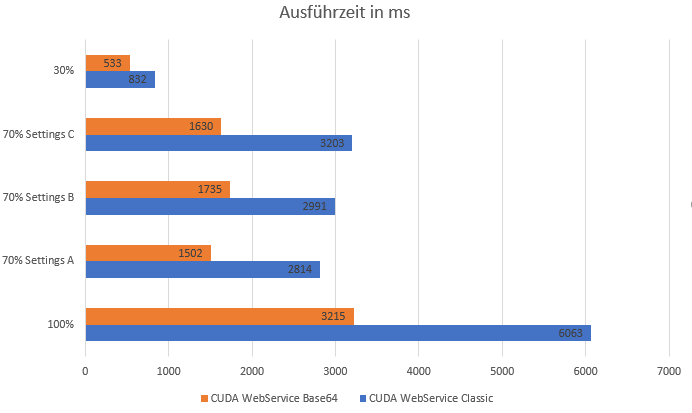 Ausführzeit in ms
30%
533
832
70% Settings C
1630
3203
70% Settings B
1735
2991
70% Settings A
1502
2814
100%
3215
6063
0 1000 2000 3000 4000 5000 6000 7000
CUDA WebService Base64 CUDA WebService Classic